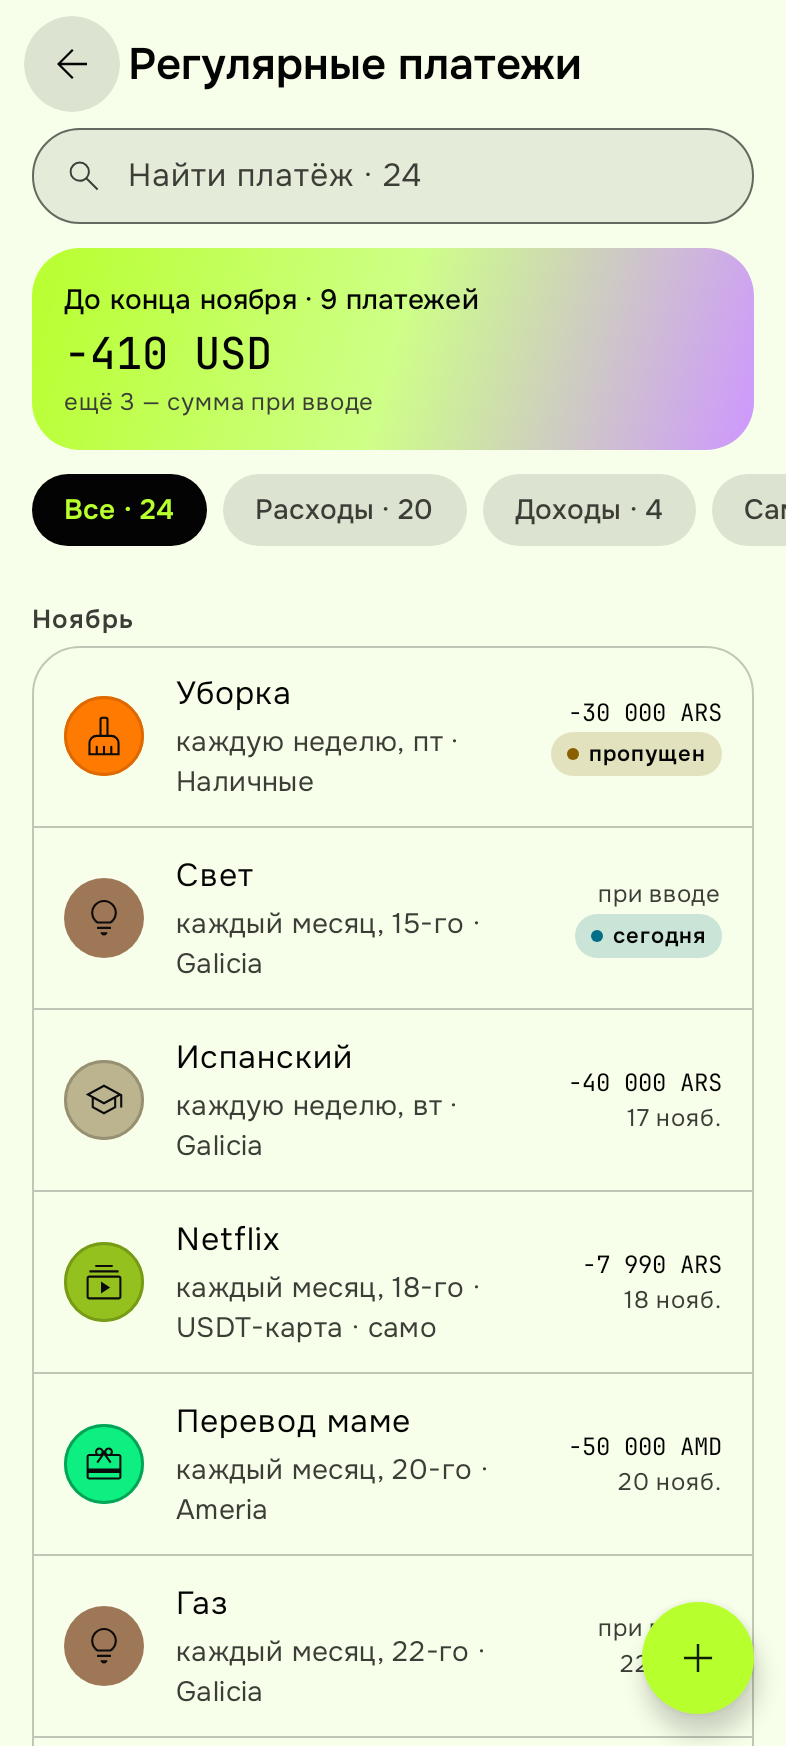 Регулярные платежи
Найти платёж · 24
До конца ноября · 9 платежей
-410 USD
ещё 3 — сумма при вводе
Все · 24
Расходы · 20
Доходы · 4
Ноябрь
Уборка
каждую неделю, пт ·
Наличные
-30 000 ARS
пропущен
Свет
каждый месяц, 15-го ·
Galicia
при вводе
сегодня
Испанский
каждую неделю, вт ·
Galicia
-40 000 ARS
17 нояб.
Netflix
каждый месяц, 18-го ·
USDT-карта · само
-7 990 ARS
18 нояб.
Перевод маме
каждый месяц, 20-го ·
Ameria
-50 000 AMD
20 нояб.
Газ
каждый месяц, 22-го ·
Galicia
при